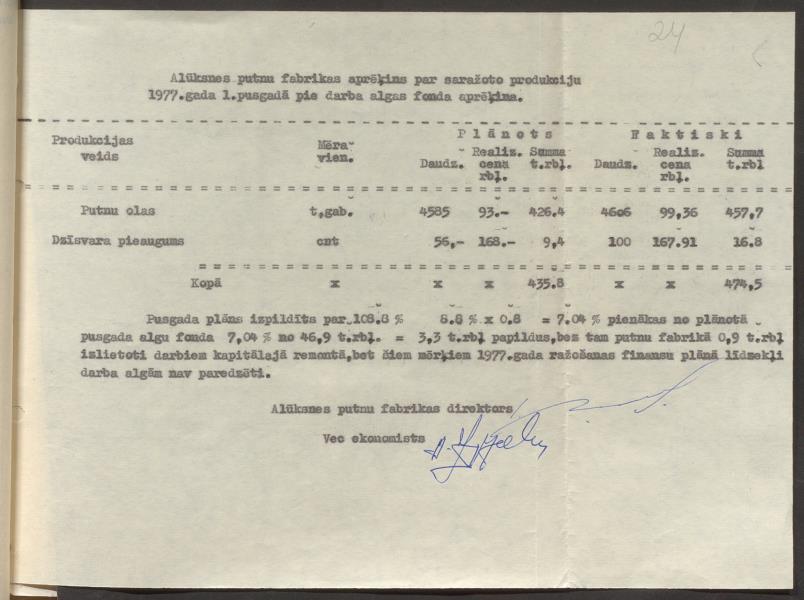 24
Alūksnes putnu fabrikas aprēķins par saražoto produkciju
1977.gada 1.pusgadā pie darba algas fonda aprēķina.
Plānots Faktiski
Produkcijas veids Mēra vien. Daudz. Realiz. cena rbļ. Summa t.rbļ. Daudz. Realiz. cena rbļ. Summa t.rbl
Putnu olas t,gab. 4585 93.- 426.4 4606 99,36 457,7
Dzīsvara pieaugums cnt 56,- 168.- 9,4 100 167.91 16.8
Kopā x x x 435.8 x x 474,5
Pusgada plāns izpildīts par 108.8 % 8.8 % x 0.8 = 7.04 % pienākas no plānotā
pusgada algu fonda 7,04 % no 46,9 t.rbļ. = 3,3 t.rbļ papildus,bez tam putnu fabrikā 0,9 t.rbl
izlietoti darbiem kapitālajā remontā,bet šiem mērķiem 1977.gada ražošanas finansu plānā līdzekļi
darba algām nav paredzēti.
Alūksnes putnu fabrikas direktors
Vec ekonomists